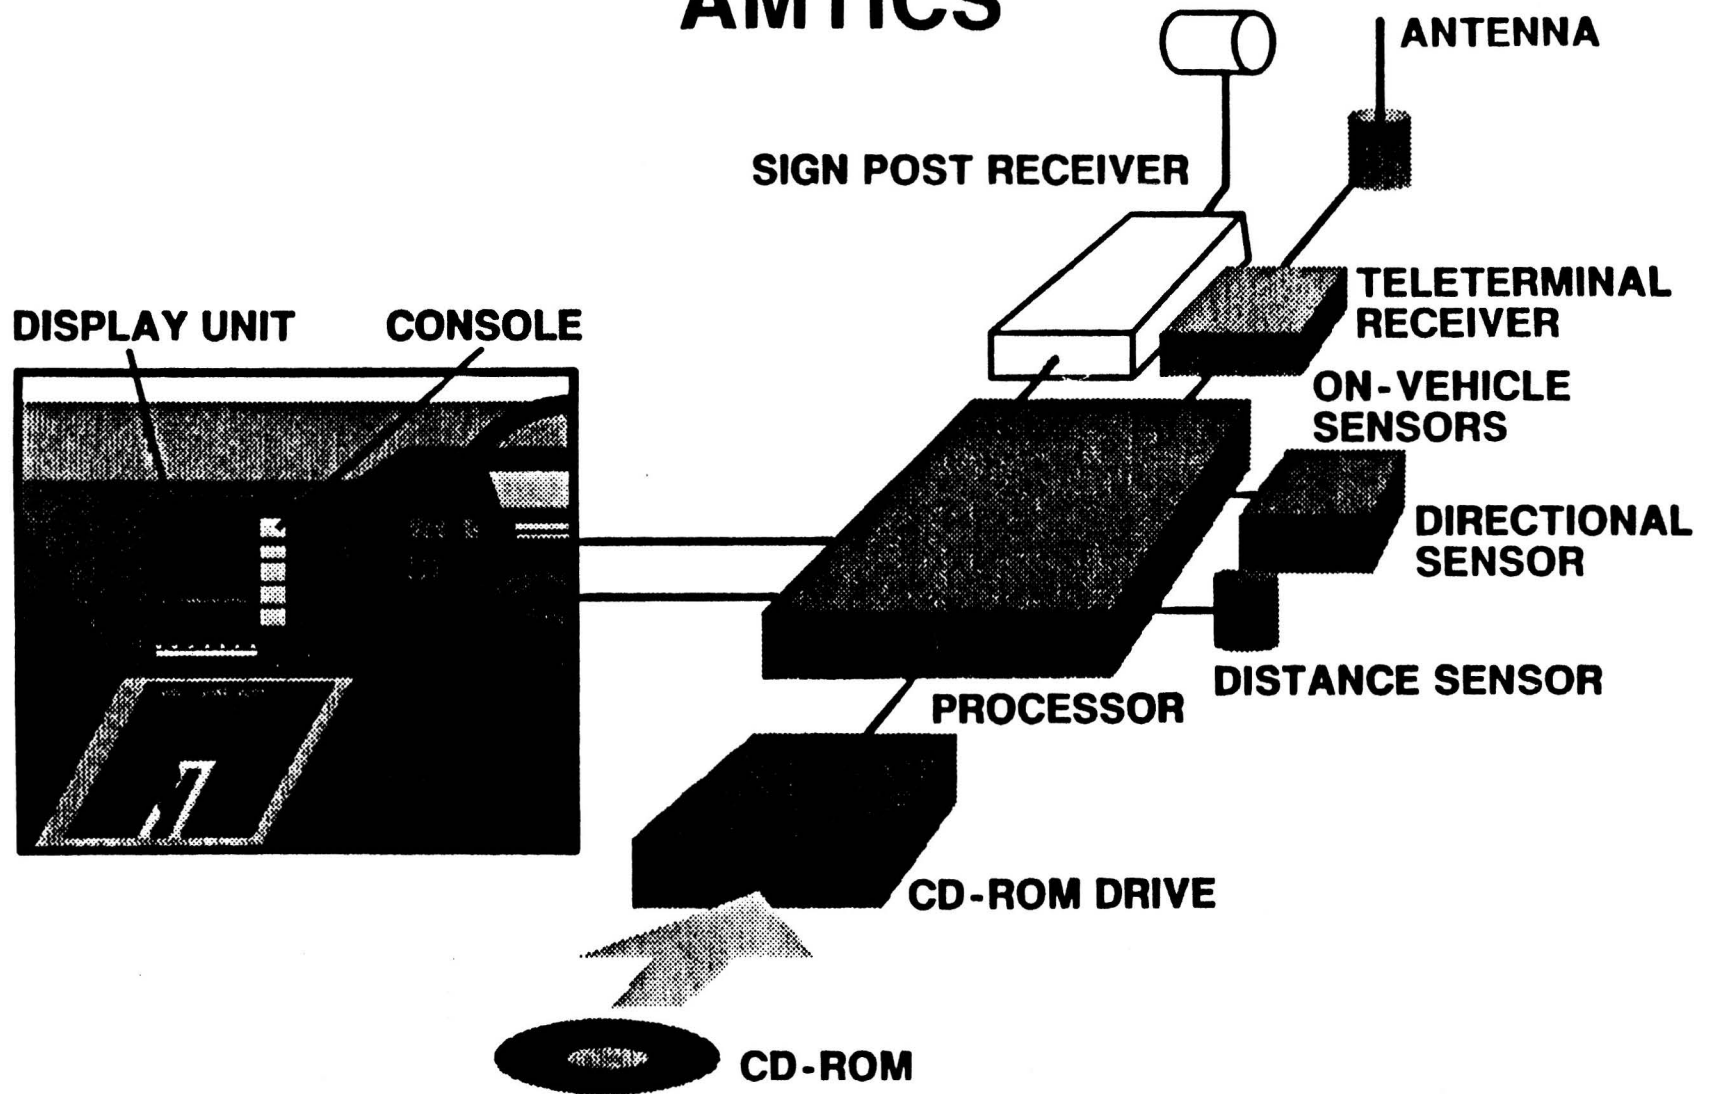 AMTICS
ANTENNA
SIGN POST RECEIVER
TELETERMINAL
RECEIVER
DISPLAY UNIT
CONSOLE
ON-VEHICLE
SENSORS
DIRECTIONAL
SENSOR
DISTANCE SENSOR
PROCESSOR
CD-ROM DRIVE
CD-ROM